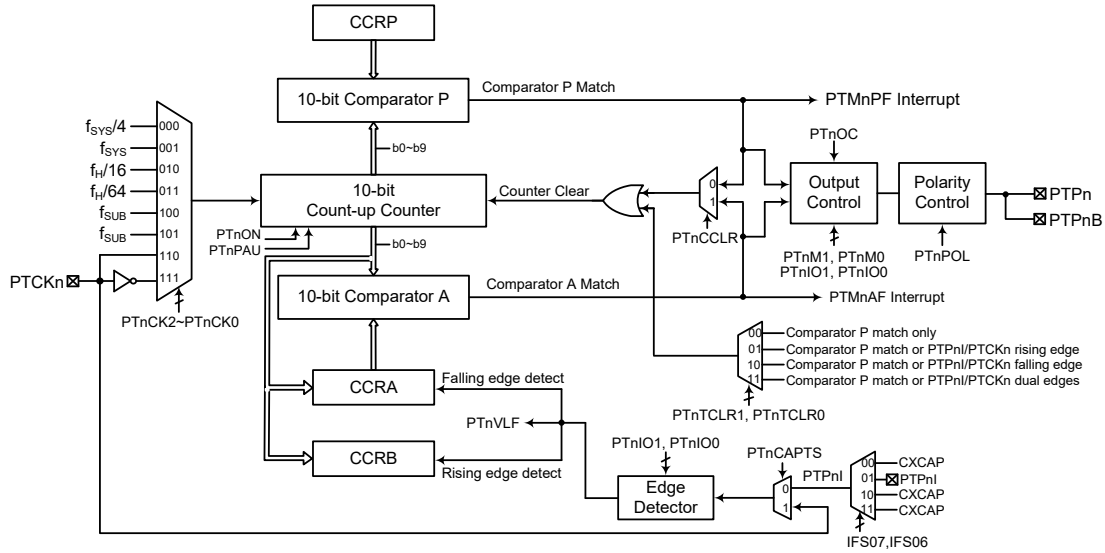 CCRP
10-bit Comparator P
Comparator P Match
PTMnPF Interrupt
b0~b9
fSYS/4
fSYS
fH/16
fH/64
fSUB
fSUB
000
001
010
011
100
101
110
111
PTCKn
PTnCK2~PTnCK0
10-bit
Count-up Counter
PTnON
PTnPAU
Counter Clear
0
1
PTnCCLR
PTnOC
Output
Control
PTnM1, PTnM0
PTnIO1, PTnIO0
Polarity
Control
PTnPOL
PTPn
PTPnB
b0~b9
10-bit Comparator A
Comparator A Match
PTMnAF Interrupt
00
01
10
11
Comparator P match only
Comparator P match or PTPnI/PTCKn rising edge
Comparator P match or PTPnI/PTCKn falling edge
Comparator P match or PTPnI/PTCKn dual edges
PTnTCLR1, PTnTCLR0
CCRA
Falling edge detect
PTnVLF
CCRB
Rising edge detect
PTnIO1, PTnIO0
Edge
Detector
PTnCAPTS
0
1
PTPnI
00
01
10
11
CXCAP
PTPnI
CXCAP
CXCAP
IFS07,IFS06